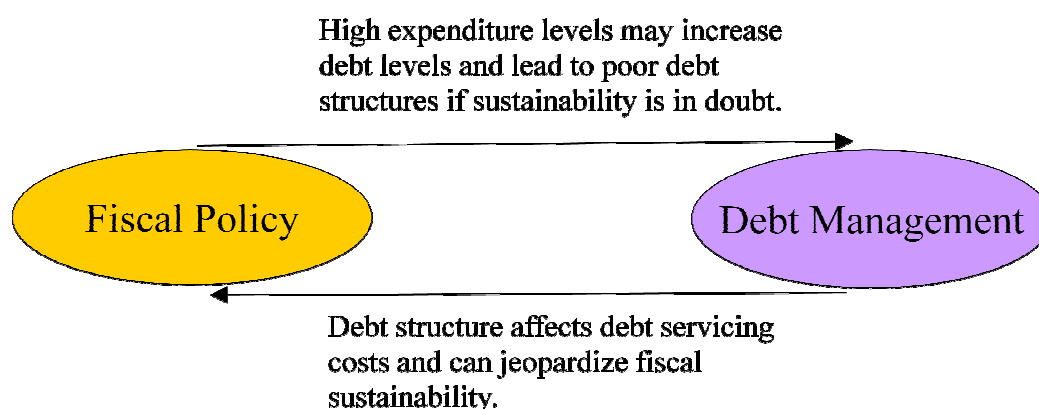 High expenditure levels may increase
debt levels and lead to poor debt
structures if sustainability is in doubt.
Fiscal Policy
Debt Management
Debt structure affects debt servicing
costs and can jeopardize fiscal
sustainability.